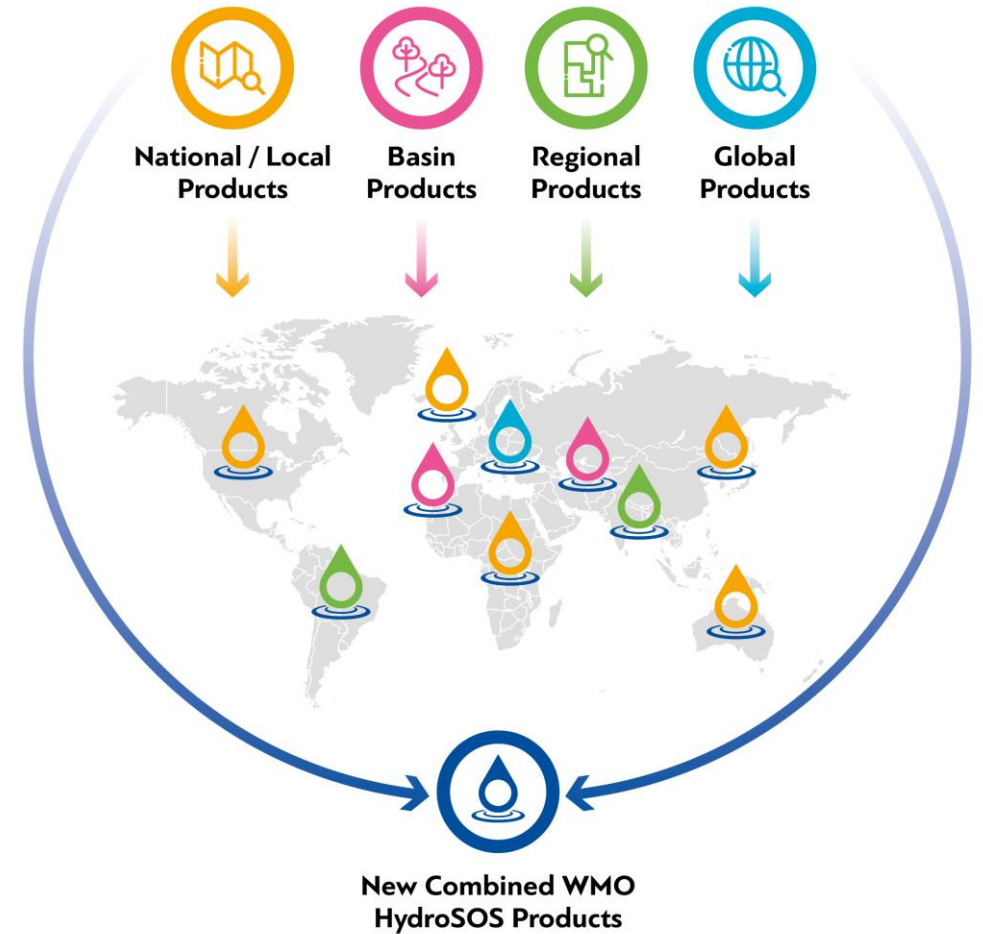 National / Local
Products
Basin
Products
Regional
Products
Global
Products
New Combined WMO
HydroSOS Products